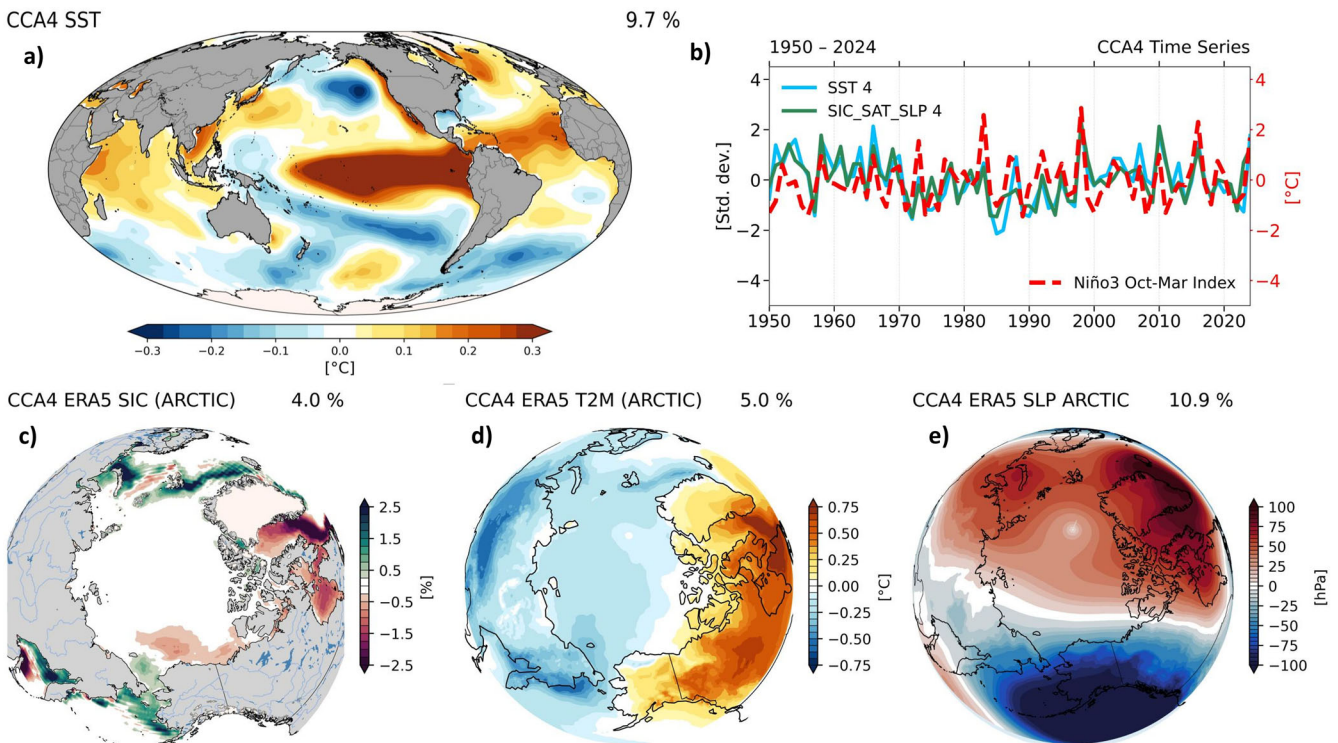 CCA4 SST 9.7 %
a)
−0.3 −0.2 −0.1 0.0 0.1 0.2 0.3
[°C]
b)
1950 – 2024 CCA4 Time Series
SST 4
SIC_SAT_SLP 4
Niño3 Oct-Mar Index
[Std. dev.]
4
2
0
−2
−4
4
2
0
−2
−4
[°C]
1950 1960 1970 1980 1990 2000 2010 2020
CCA4 ERA5 SIC (ARCTIC) 4.0 %
c)
2.5
1.5
0.5
−0.5
−1.5
−2.5
[%]
CCA4 ERA5 T2M (ARCTIC) 5.0 %
d)
0.75
0.50
0.25
0.00
−0.25
−0.50
−0.75
[°C]
CCA4 ERA5 SLP ARCTIC 10.9 %
e)
100
75
50
25
0
−25
−50
−75
−100
[hPa]